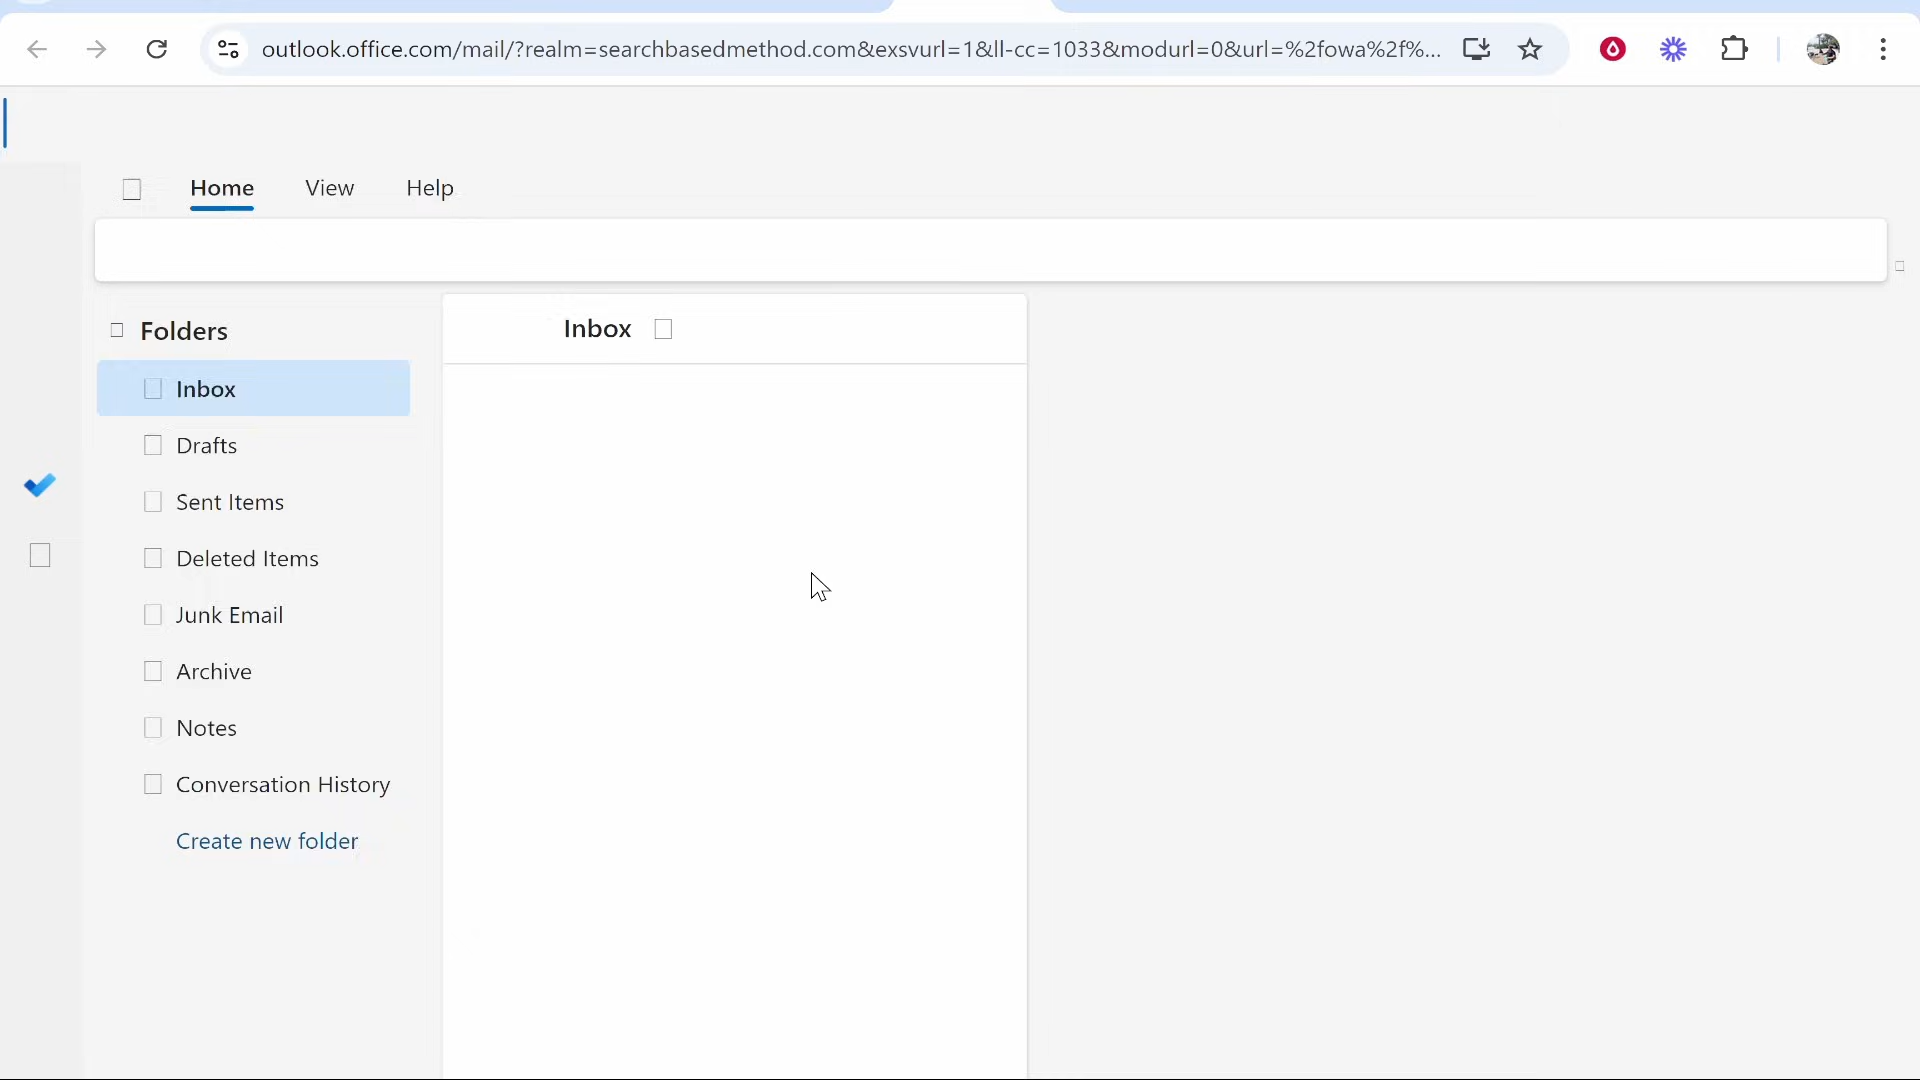 outlook.office.com/mail/?realm=searchbasedmethod.com&exsvurl=1&ll-cc=1033&modurl=0&url=%2fowa%2f%...
Home View Help
Folders
Inbox
Drafts
Sent Items
Deleted Items
Junk Email
Archive
Notes
Conversation History
Create new folder
Inbox